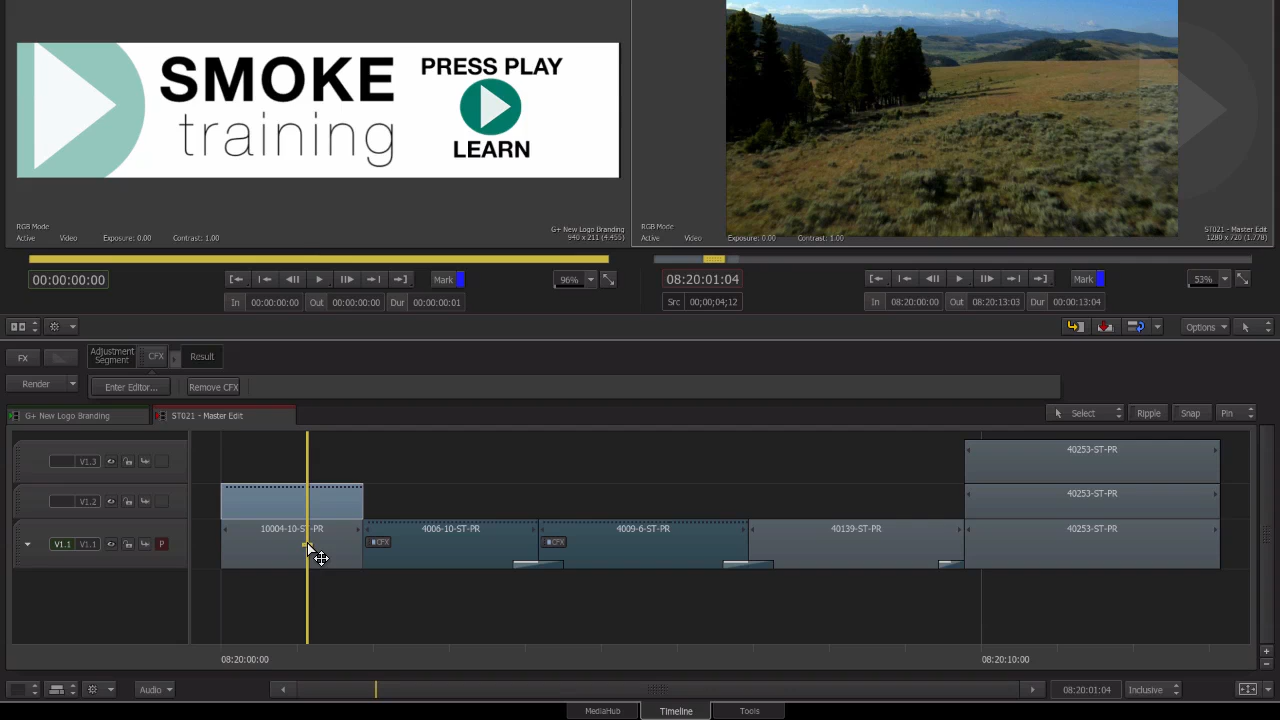 SMOKE
training
PRESS PLAY
LEARN
RGB Mode
Active Video Exposure: 0.00 Contrast: 1.00
G+ New Logo Branding
940 x 211 (4.455)
RGB Mode
Active Video Exposure: 0.00 Contrast: 1.00
ST021 - Master Edit
1280 x 720 (1.778)
00:00:00:00
Mark
96%
08:20:01:04
Mark
53%
In 00:00:00:00 Out 00:00:00:00 Dur 00:00:00:01
Src 00;00;04;12
In 08:20:00:00 Out 08:20:13:03 Dur 00:00:13:04
Options
FX
Adjustment
Segment
CFX
Result
Render
Enter Editor...
Remove CFX
G+ New Logo Branding
ST021 - Master Edit
Select
Ripple
Snap
Pin
V1.3
40253-ST-PR
V1.2
40253-ST-PR
V1.1 V1.1 P
10004-10-ST-PR
4006-10-ST-PR
4009-6-ST-PR
40139-ST-PR
40253-ST-PR
CFX
CFX
08:20:00:00
08:20:10:00
Audio
08:20:01:04
Inclusive
MediaHub
Timeline
Tools